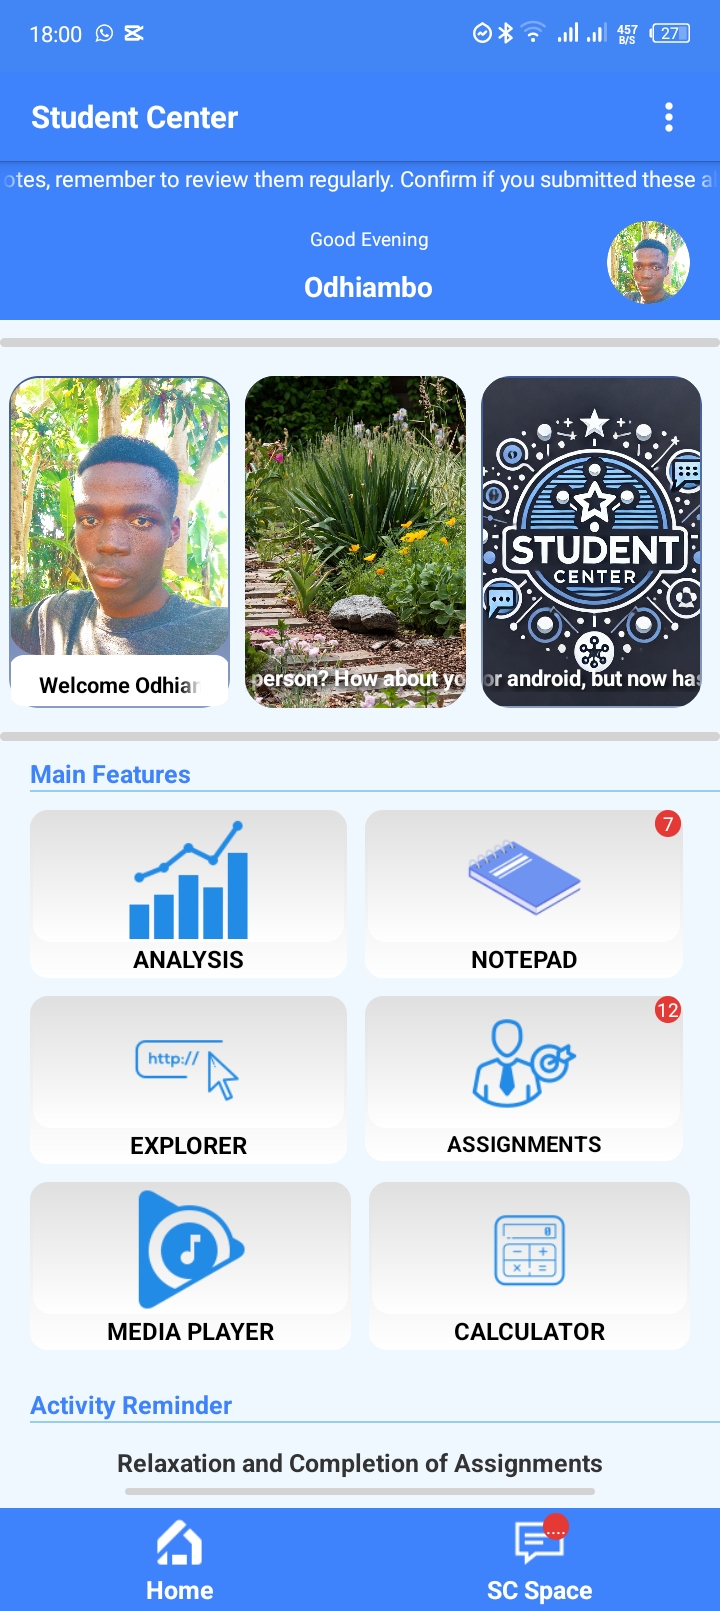 18:00
457
B/S
27
Student Center
otes, remember to review them regularly. Confirm if you submitted these al
Good Evening
Odhiambo
Welcome Odhiar
person? How about yo
STUDENT
CENTER
or android, but now has
Main Features
ANALYSIS
7
NOTEPAD
http://
EXPLORER
12
ASSIGNMENTS
MEDIA PLAYER
0
CALCULATOR
Activity Reminder
Relaxation and Completion of Assignments
Home
....
SC Space